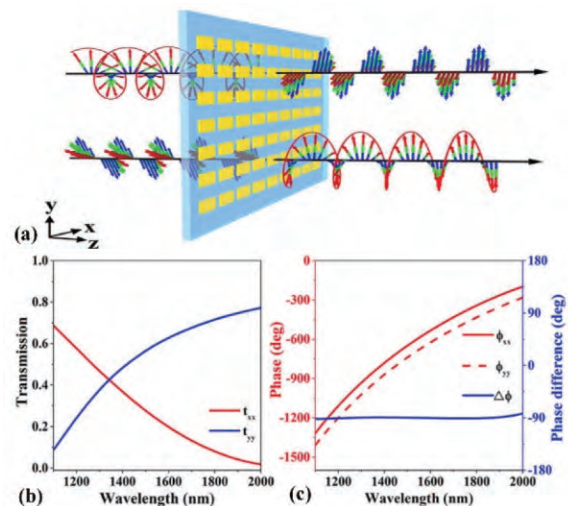 y
x
z
(a)
(b)
1.0
0.8
0.6
0.4
0.2
0.0
Transmission
t_xx
t_yy
1200 1400 1600 1800 2000
Wavelength (nm)
(c)
0
-300
-600
-900
-1200
-1500
Phase (deg)
ϕ_xx
ϕ_yy
△ϕ
180
90
0
-90
-180
Phase difference (deg)
1200 1400 1600 1800 2000
Wavelength (nm)